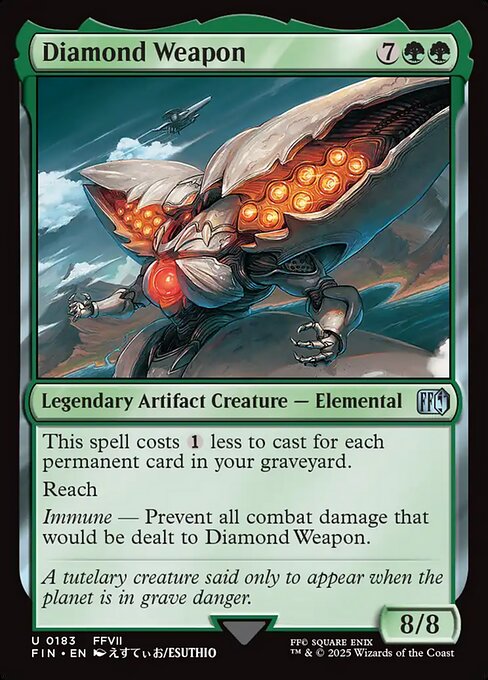 Diamond Weapon 7
Legendary Artifact Creature — Elemental FFVII
This spell costs 1 less to cast for each
permanent card in your graveyard.
Reach
Immune — Prevent all combat damage that
would be dealt to Diamond Weapon.
A tutelary creature said only to appear when the
planet is in grave danger.
8/8
U 0183 FFVII
FIN • EN えすてぃお/ESUTHIO
FF© SQUARE ENIX
™ & © 2025 Wizards of the Coast